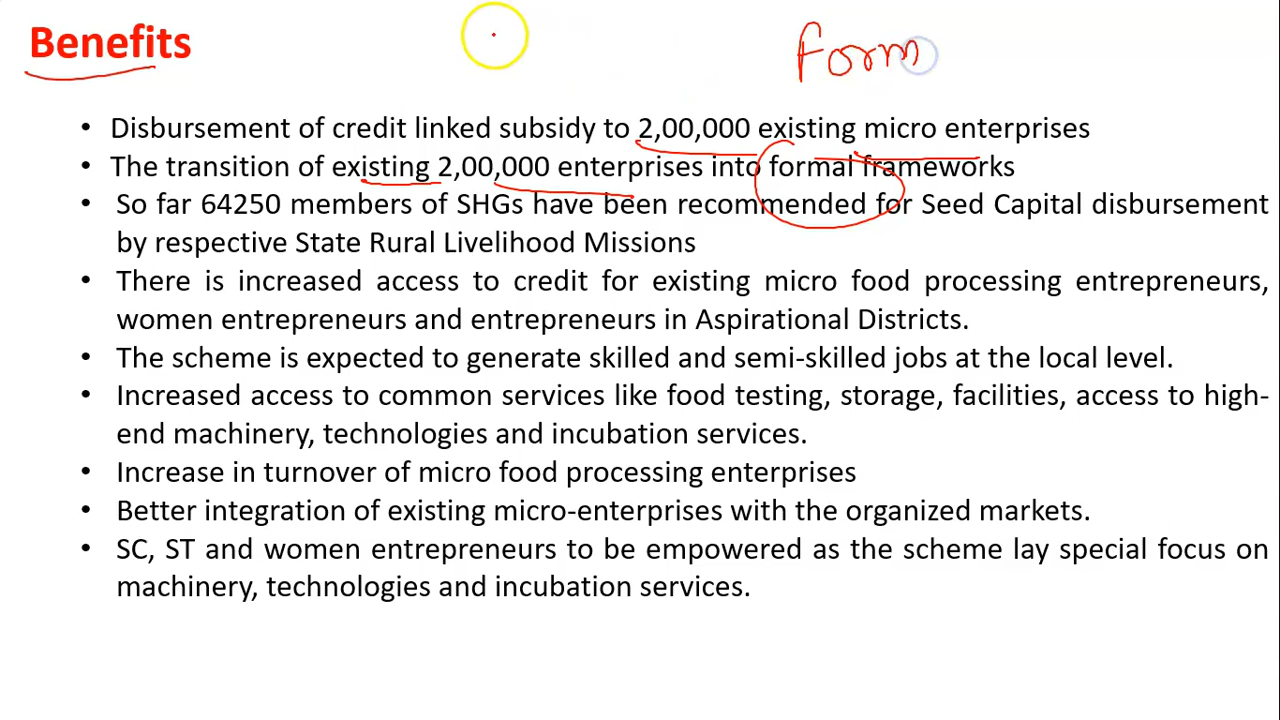 Benefits
Form
• Disbursement of credit linked subsidy to 2,00,000 existing micro enterprises
• The transition of existing 2,00,000 enterprises into formal frameworks
• So far 64250 members of SHGs have been recommended for Seed Capital disbursement
by respective State Rural Livelihood Missions
• There is increased access to credit for existing micro food processing entrepreneurs,
women entrepreneurs and entrepreneurs in Aspirational Districts.
• The scheme is expected to generate skilled and semi-skilled jobs at the local level.
• Increased access to common services like food testing, storage, facilities, access to high-
end machinery, technologies and incubation services.
• Increase in turnover of micro food processing enterprises
• Better integration of existing micro-enterprises with the organized markets.
• SC, ST and women entrepreneurs to be empowered as the scheme lay special focus on
machinery, technologies and incubation services.